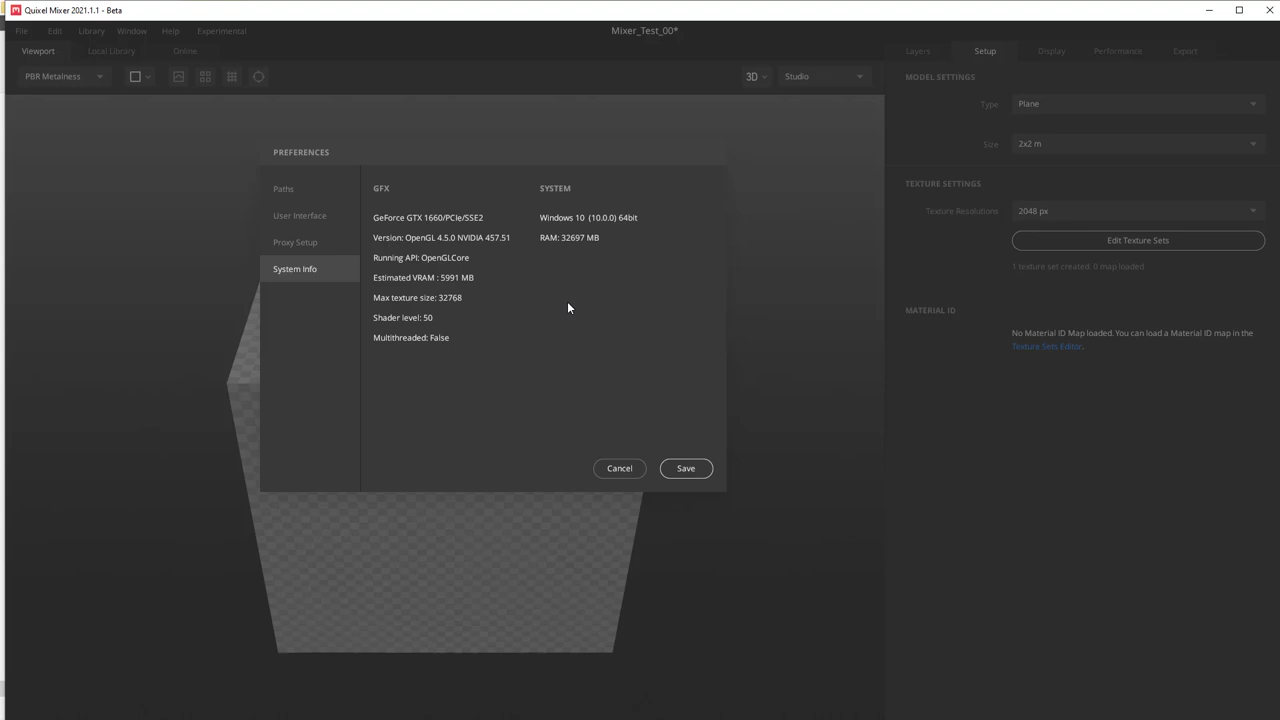 Quixel Mixer 2021.1.1 - Beta
File Edit Library Window Help Experimental
Mixer_Test_00*
Viewport Local Library Online
Layers Setup Display Performance Export
PBR Metalness
3D
Studio
MODEL SETTINGS
Type Plane
Size 2x2 m
TEXTURE SETTINGS
Texture Resolutions 2048 px
Edit Texture Sets
1 texture set created, 0 map loaded
MATERIAL ID
No Material ID Map loaded. You can load a Material ID map in the
Texture Sets Editor.
PREFERENCES
Paths
User Interface
Proxy Setup
System Info
GFX
GeForce GTX 1660/PCIe/SSE2
Version: OpenGL 4.5.0 NVIDIA 457.51
Running API: OpenGLCore
Estimated VRAM : 5991 MB
Max texture size: 32768
Shader level: 50
Multithreaded: False
SYSTEM
Windows 10 (10.0.0) 64bit
RAM: 32697 MB
Cancel
Save